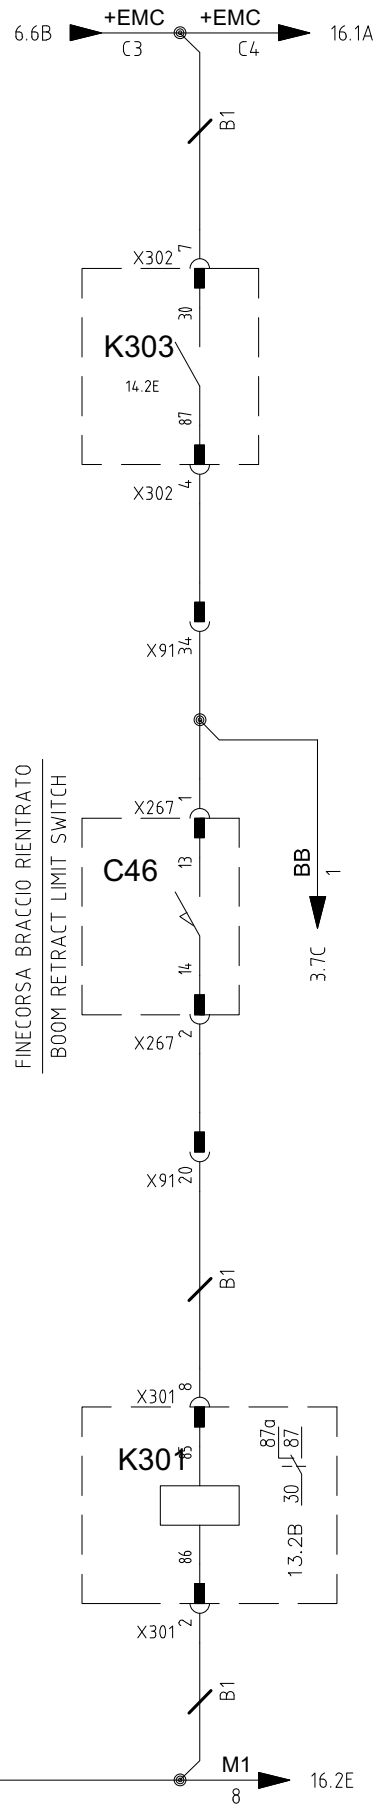 6.6B
+EMC
+EMC
C3
C4
16.1A
B1
X302
7
30
K303
14.2E
87
X302
4
X91
34
FINECORSA BRACCIO RIENTRATO
BOOM RETRACT LIMIT SWITCH
X267
1
13
C46
14
BB
1
3.7C
X267
2
X91
20
B1
X301
8
K301
85
87a
87
30
13.2B
86
X301
2
B1
M1
8
16.2E